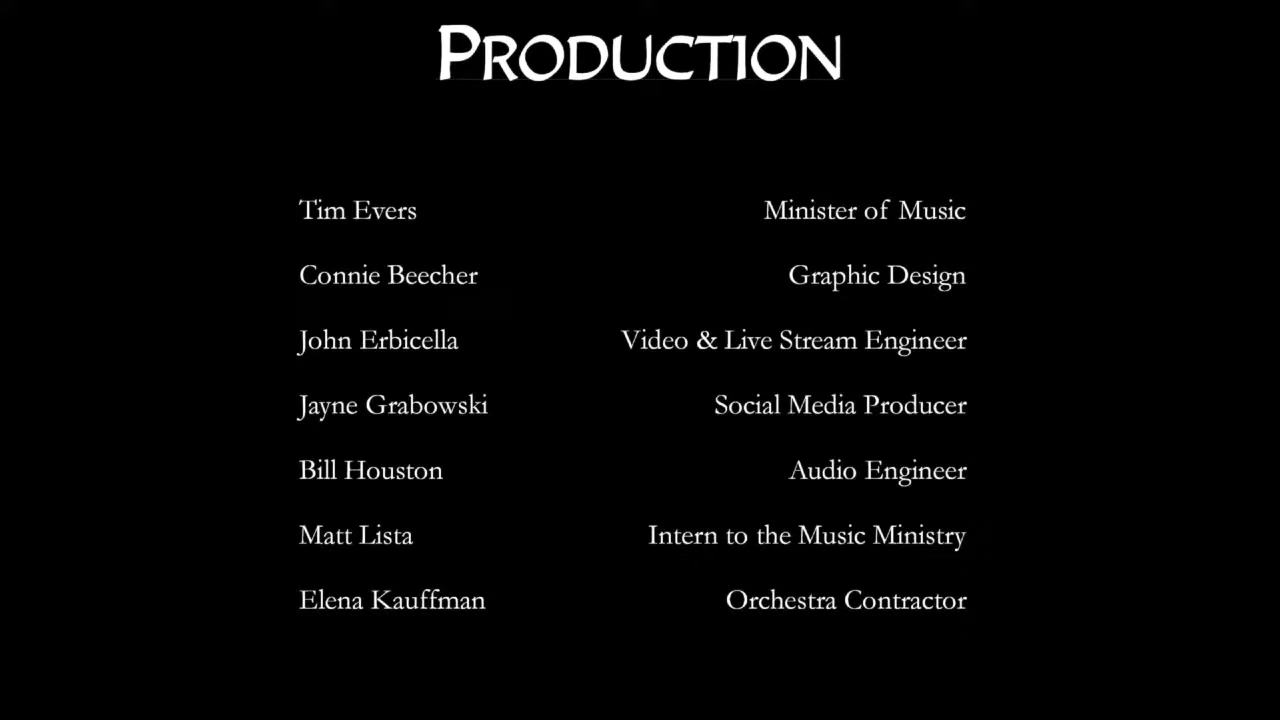 PRODUCTION
Tim Evers Minister of Music
Connie Beecher Graphic Design
John Erbicella Video & Live Stream Engineer
Jayne Grabowski Social Media Producer
Bill Houston Audio Engineer
Matt Lista Intern to the Music Ministry
Elena Kauffman Orchestra Contractor